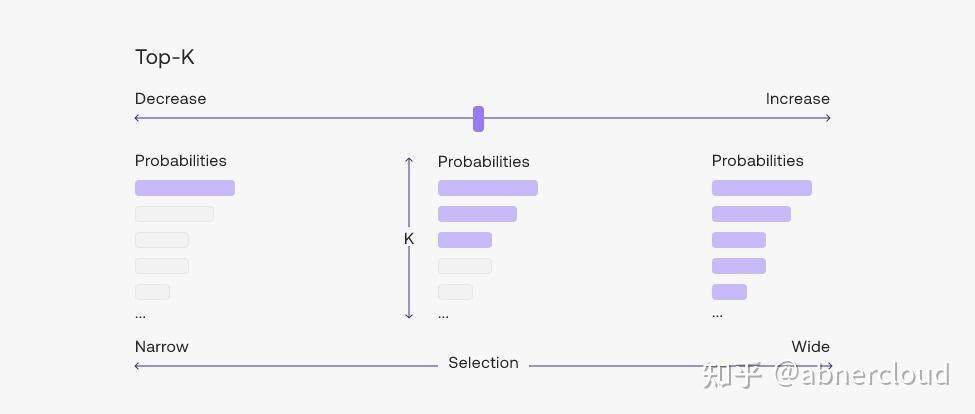 Top-K
Decrease
Increase
Probabilities
Probabilities
Probabilities
K
...
...
...
Narrow
Selection
Wide
知乎 @abnercloud